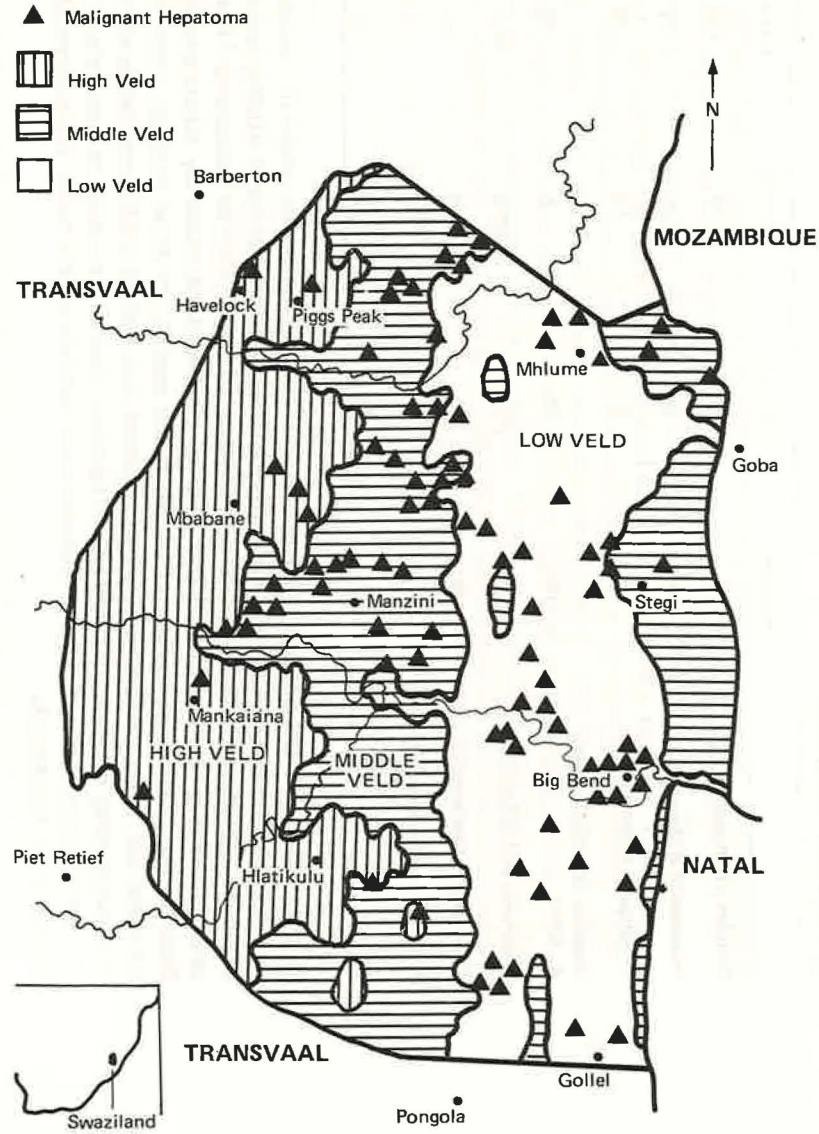 Malignant Hepatoma
High Veld
Middle Veld
Low Veld
N
Barberton
MOZAMBIQUE
TRANSVAAL
Havelock
Piggs Peak
Mhlume
LOW VELD
Goba
Mbabane
Manzini
Stegi
Mankaiana
HIGH VELD
MIDDLE
VELD
Big Bend
Hlatikulu
Piet Retief
NATAL
TRANSVAAL
Gollel
Swaziland
Pongola